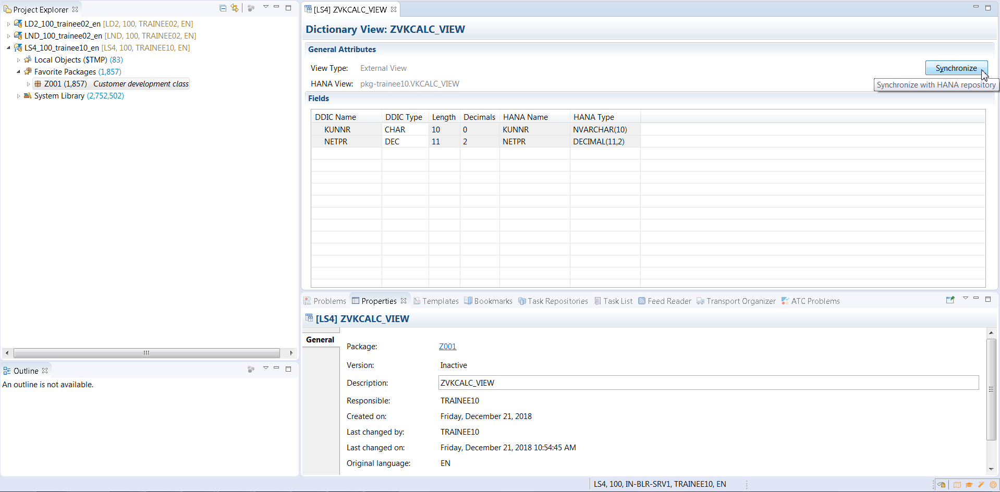 Project Explorer
LD2_100_trainee02_en [LD2, 100, TRAINEE02, EN]
LND_100_trainee02_en [LND, 100, TRAINEE02, EN]
LS4_100_trainee10_en [LS4, 100, TRAINEE10, EN]
Local Objects ($TMP) (83)
Favorite Packages (1,857)
Z001 (1,857) Customer development class
System Library (2,752,502)
Outline
An outline is not available.
[LS4] ZVKCALC_VIEW
Dictionary View: ZVKCALC_VIEW
General Attributes
View Type: External View
Synchronize
HANA View: pkg-trainee10.VKCALC_VIEW
Synchronize with HANA repository
Fields
DDIC Name DDIC Type Length Decimals HANA Name HANA Type
KUNNR CHAR 10 0 KUNNR NVARCHAR(10)
NETPR DEC 11 2 NETPR DECIMAL(11,2)
Problems Properties Templates Bookmarks Task Repositories Task List Feed Reader Transport Organizer ATC Problems
[LS4] ZVKCALC_VIEW
General
Package: Z001
Version: Inactive
Description: ZVKCALC_VIEW
Responsible: TRAINEE10
Created on: Friday, December 21, 2018
Last changed by: TRAINEE10
Last changed on: Friday, December 21, 2018 10:54:45 AM
Original language: EN
LS4, 100, IN-BLR-SRV1, TRAINEE10, EN